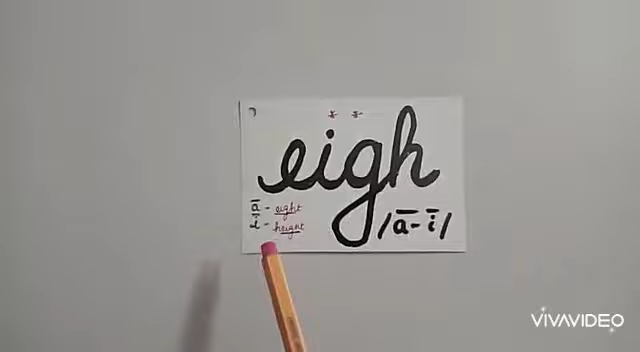 eigh
ā - eight
ī - height
/ā- ī/
VIVAVIDEO